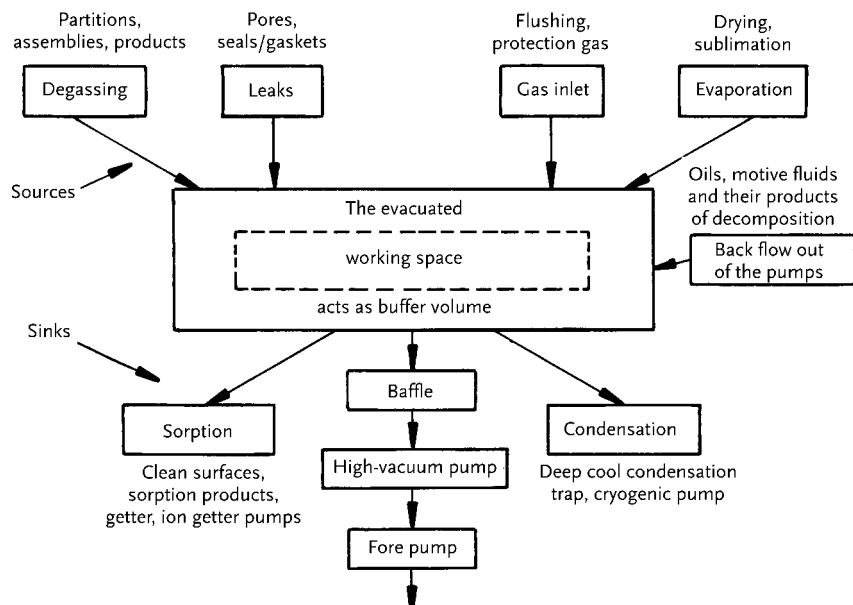 Partitions,
assemblies, products
Pores,
seals/gaskets
Flushing,
protection gas
Drying,
sublimation
Degassing
Leaks
Gas inlet
Evaporation
Sources
Oils, motive fluids
and their products
of decomposition
The evacuated
working space
acts as buffer volume
Back flow out
of the pumps
Sinks
Baffle
Sorption
Condensation
Clean surfaces,
sorption products,
getter, ion getter pumps
High-vacuum pump
Deep cool condensation
trap, cryogenic pump
Fore pump